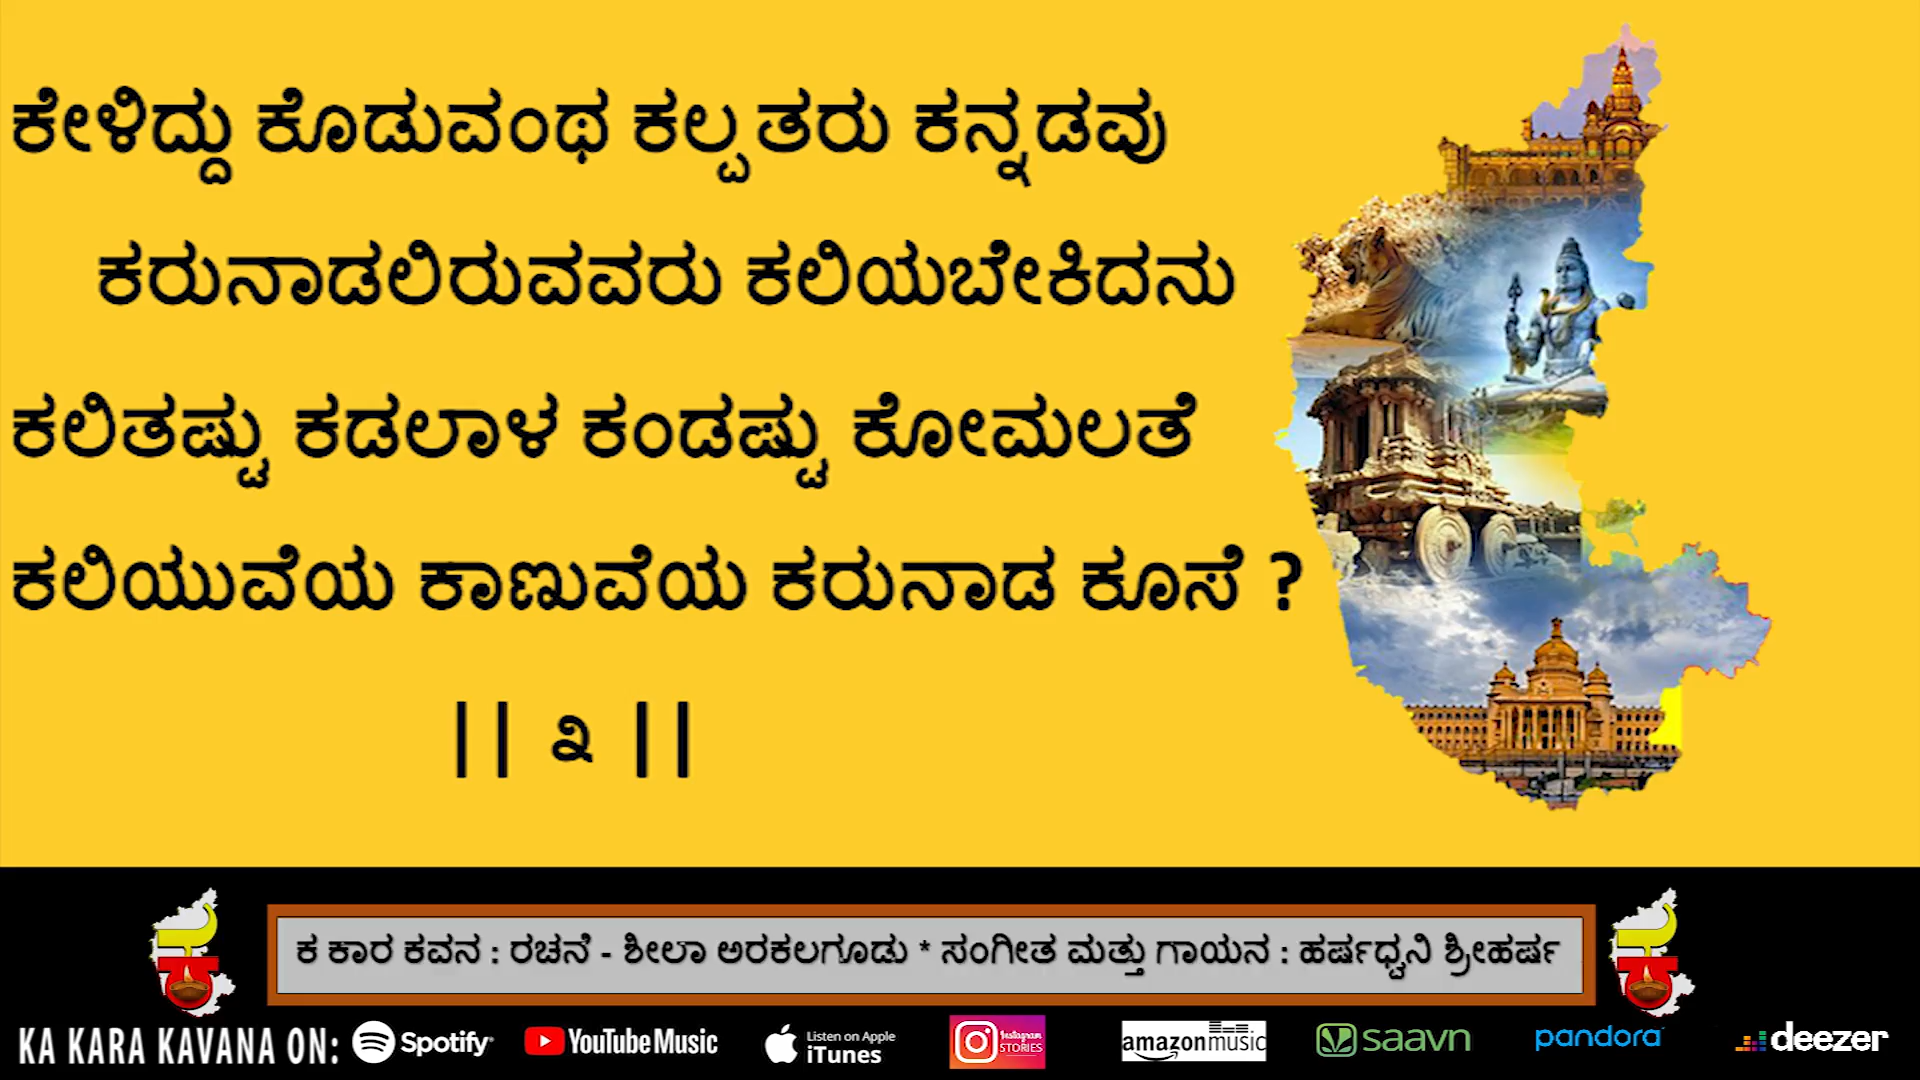 ಕೇಳಿದ್ದು ಕೊಡುವಂಥ ಕಲ್ಪತರು ಕನ್ನಡವು
ಕರುನಾಡಲಿರುವವರು ಕಲಿಯಬೇಕಿದನು
ಕಲಿತಷ್ಟು ಕಡಲಾಳ ಕಂಡಷ್ಟು ಕೋಮಲತೆ
ಕಲಿಯುವೆಯ ಕಾಣುವೆಯ ಕರುನಾಡ ಕೂಸೆ ?
|| ೩ ||
ಕ ಕಾರ ಕವನ : ರಚನೆ - ಶೀಲಾ ಅರಕಲಗೂಡು * ಸಂಗೀತ ಮತ್ತು ಗಾಯನ : ಹರ್ಷಧ್ವನಿ ಶ್ರೀಹರ್ಷ
KA KARA KAVANA ON: Spotify YouTube Music Listen on Apple iTunes Instagram STORIES amazon music saavn pandora deezer